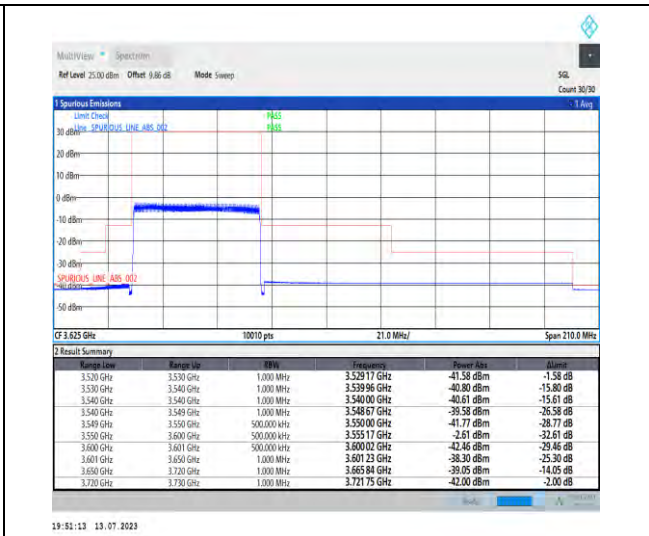 MultiView Spectrum
Ref Level 25.00 dBm Offset 9.86 dB Mode Sweep SGL
Count 30/30
1 Spurious Emissions 1 Avg
Limit Check PASS
Line SPURIOUS_LINE_ABS_002 PASS
30 dBm
20 dBm
10 dBm
0 dBm
-10 dBm
-20 dBm
-30 dBm
SPURIOUS_LINE_ABS_002
-40 dBm
-50 dBm
CF 3.625 GHz 10010 pts 21.0 MHz/ Span 210.0 MHz
2 Result Summary
Range Low Range Up RBW Frequency Power Abs ΔLimit
3.520 GHz 3.530 GHz 1.000 MHz 3.529 17 GHz -41.58 dBm -1.58 dB
3.530 GHz 3.540 GHz 1.000 MHz 3.539 96 GHz -40.80 dBm -15.80 dB
3.540 GHz 3.540 GHz 1.000 MHz 3.540 00 GHz -40.61 dBm -15.61 dB
3.540 GHz 3.549 GHz 1.000 MHz 3.548 67 GHz -39.58 dBm -26.58 dB
3.549 GHz 3.550 GHz 500.000 kHz 3.550 00 GHz -41.77 dBm -28.77 dB
3.550 GHz 3.600 GHz 500.000 kHz 3.555 17 GHz -2.61 dBm -32.61 dB
3.600 GHz 3.601 GHz 500.000 kHz 3.600 02 GHz -42.46 dBm -29.46 dB
3.601 GHz 3.650 GHz 1.000 MHz 3.601 23 GHz -38.30 dBm -25.30 dB
3.650 GHz 3.720 GHz 1.000 MHz 3.665 84 GHz -39.05 dBm -14.05 dB
3.720 GHz 3.730 GHz 1.000 MHz 3.721 75 GHz -42.00 dBm -2.00 dB
Ready
19:51:13 13.07.2023